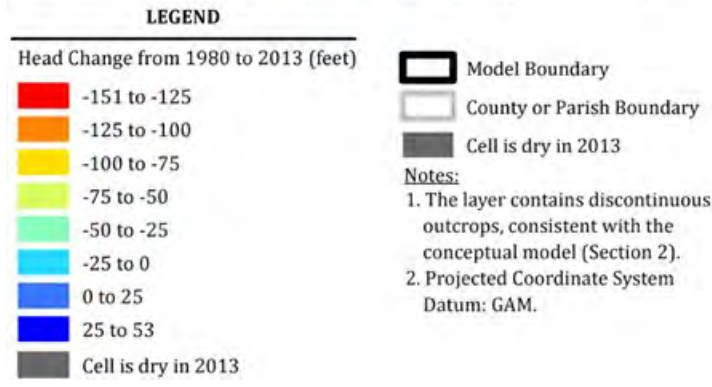 LEGEND
Head Change from 1980 to 2013 (feet)
-151 to -125
-125 to -100
-100 to -75
-75 to -50
-50 to -25
-25 to 0
0 to 25
25 to 53
Cell is dry in 2013
Model Boundary
County or Parish Boundary
Cell is dry in 2013
Notes:
1. The layer contains discontinuous
outcrops, consistent with the
conceptual model (Section 2).
2. Projected Coordinate System
Datum: GAM.